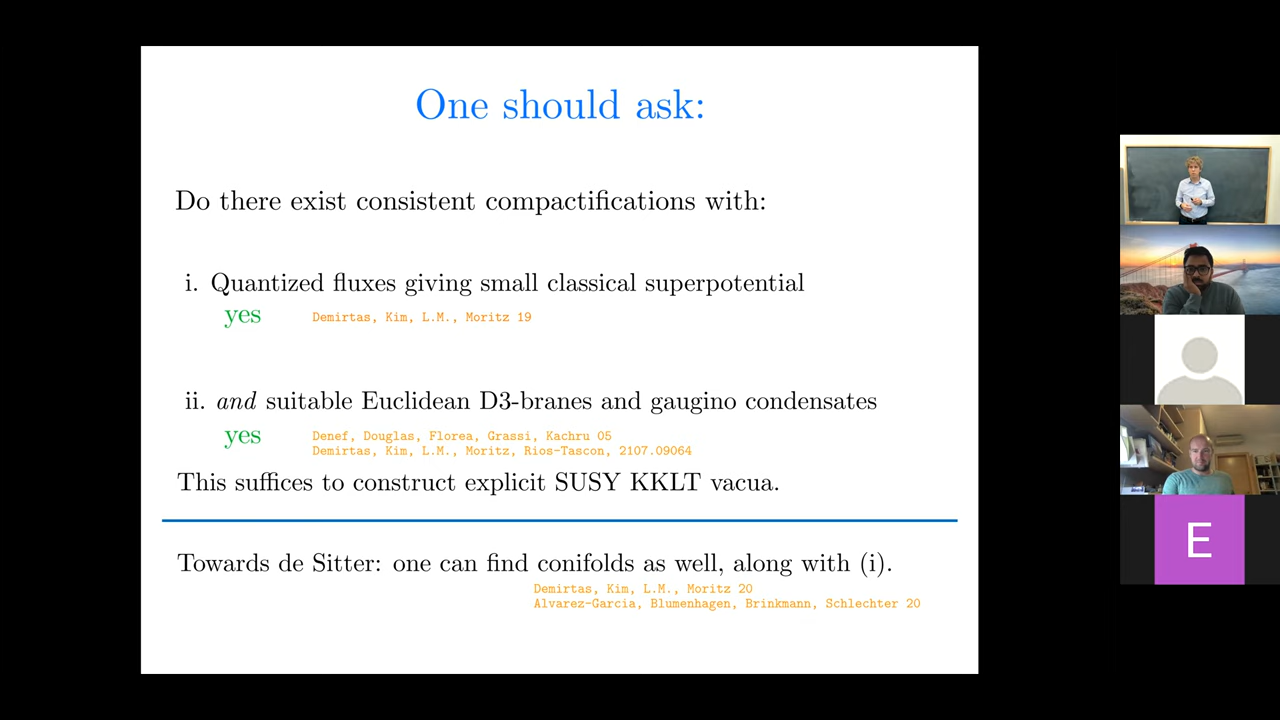 One should ask:
Do there exist consistent compactifications with:
i. Quantized fluxes giving small classical superpotential
yes Demirtas, Kim, L.M., Moritz 19
ii. and suitable Euclidean D3-branes and gaugino condensates
yes Denef, Douglas, Florea, Grassi, Kachru 05
Demirtas, Kim, L.M., Moritz, Rios-Tascon, 2107.09064
This suffices to construct explicit SUSY KKLT vacua.
Towards de Sitter: one can find conifolds as well, along with (i).
Demirtas, Kim, L.M., Moritz 20
Alvarez-Garcia, Blumenhagen, Brinkmann, Schlechter 20
E